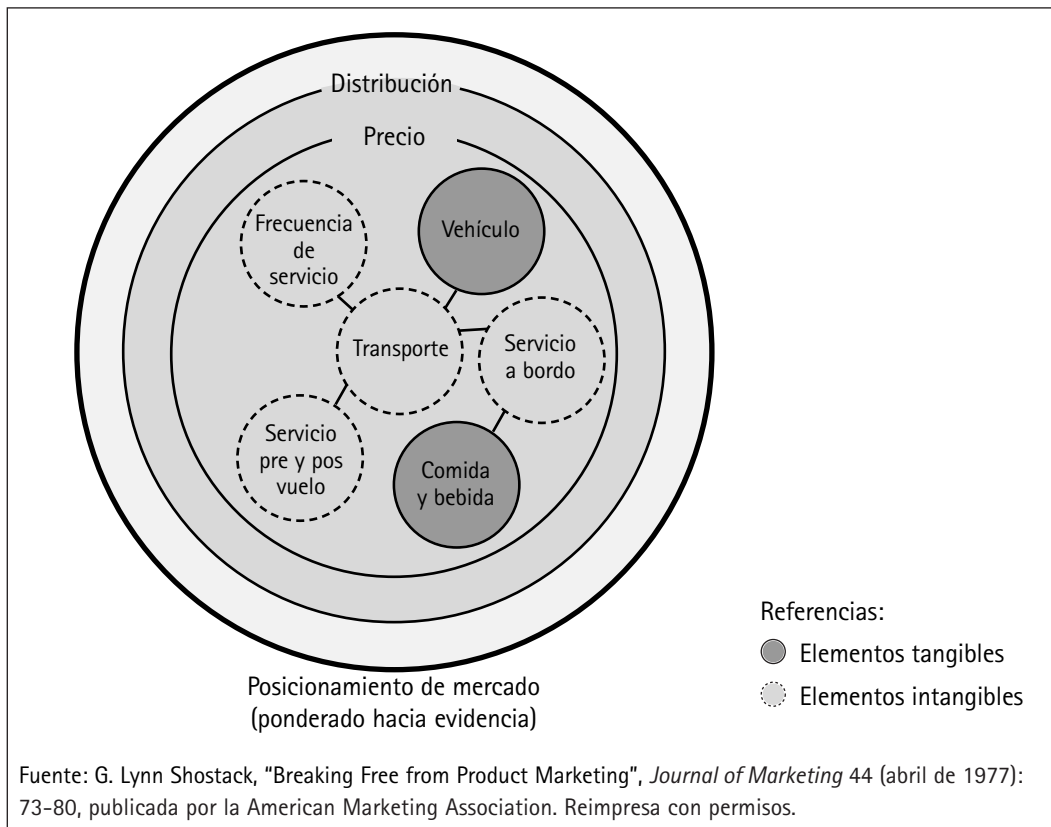 Distribución
Precio
Frecuencia
de
servicio
Vehículo
Transporte
Servicio
a bordo
Servicio
pre y pos
vuelo
Comida
y bebida
Posicionamiento de mercado
(ponderado hacia evidencia)
Referencias:
Elementos tangibles
Elementos intangibles
Fuente: G. Lynn Shostack, “Breaking Free from Product Marketing”, Journal of Marketing 44 (abril de 1977):
73-80, publicada por la American Marketing Association. Reimpresa con permisos.